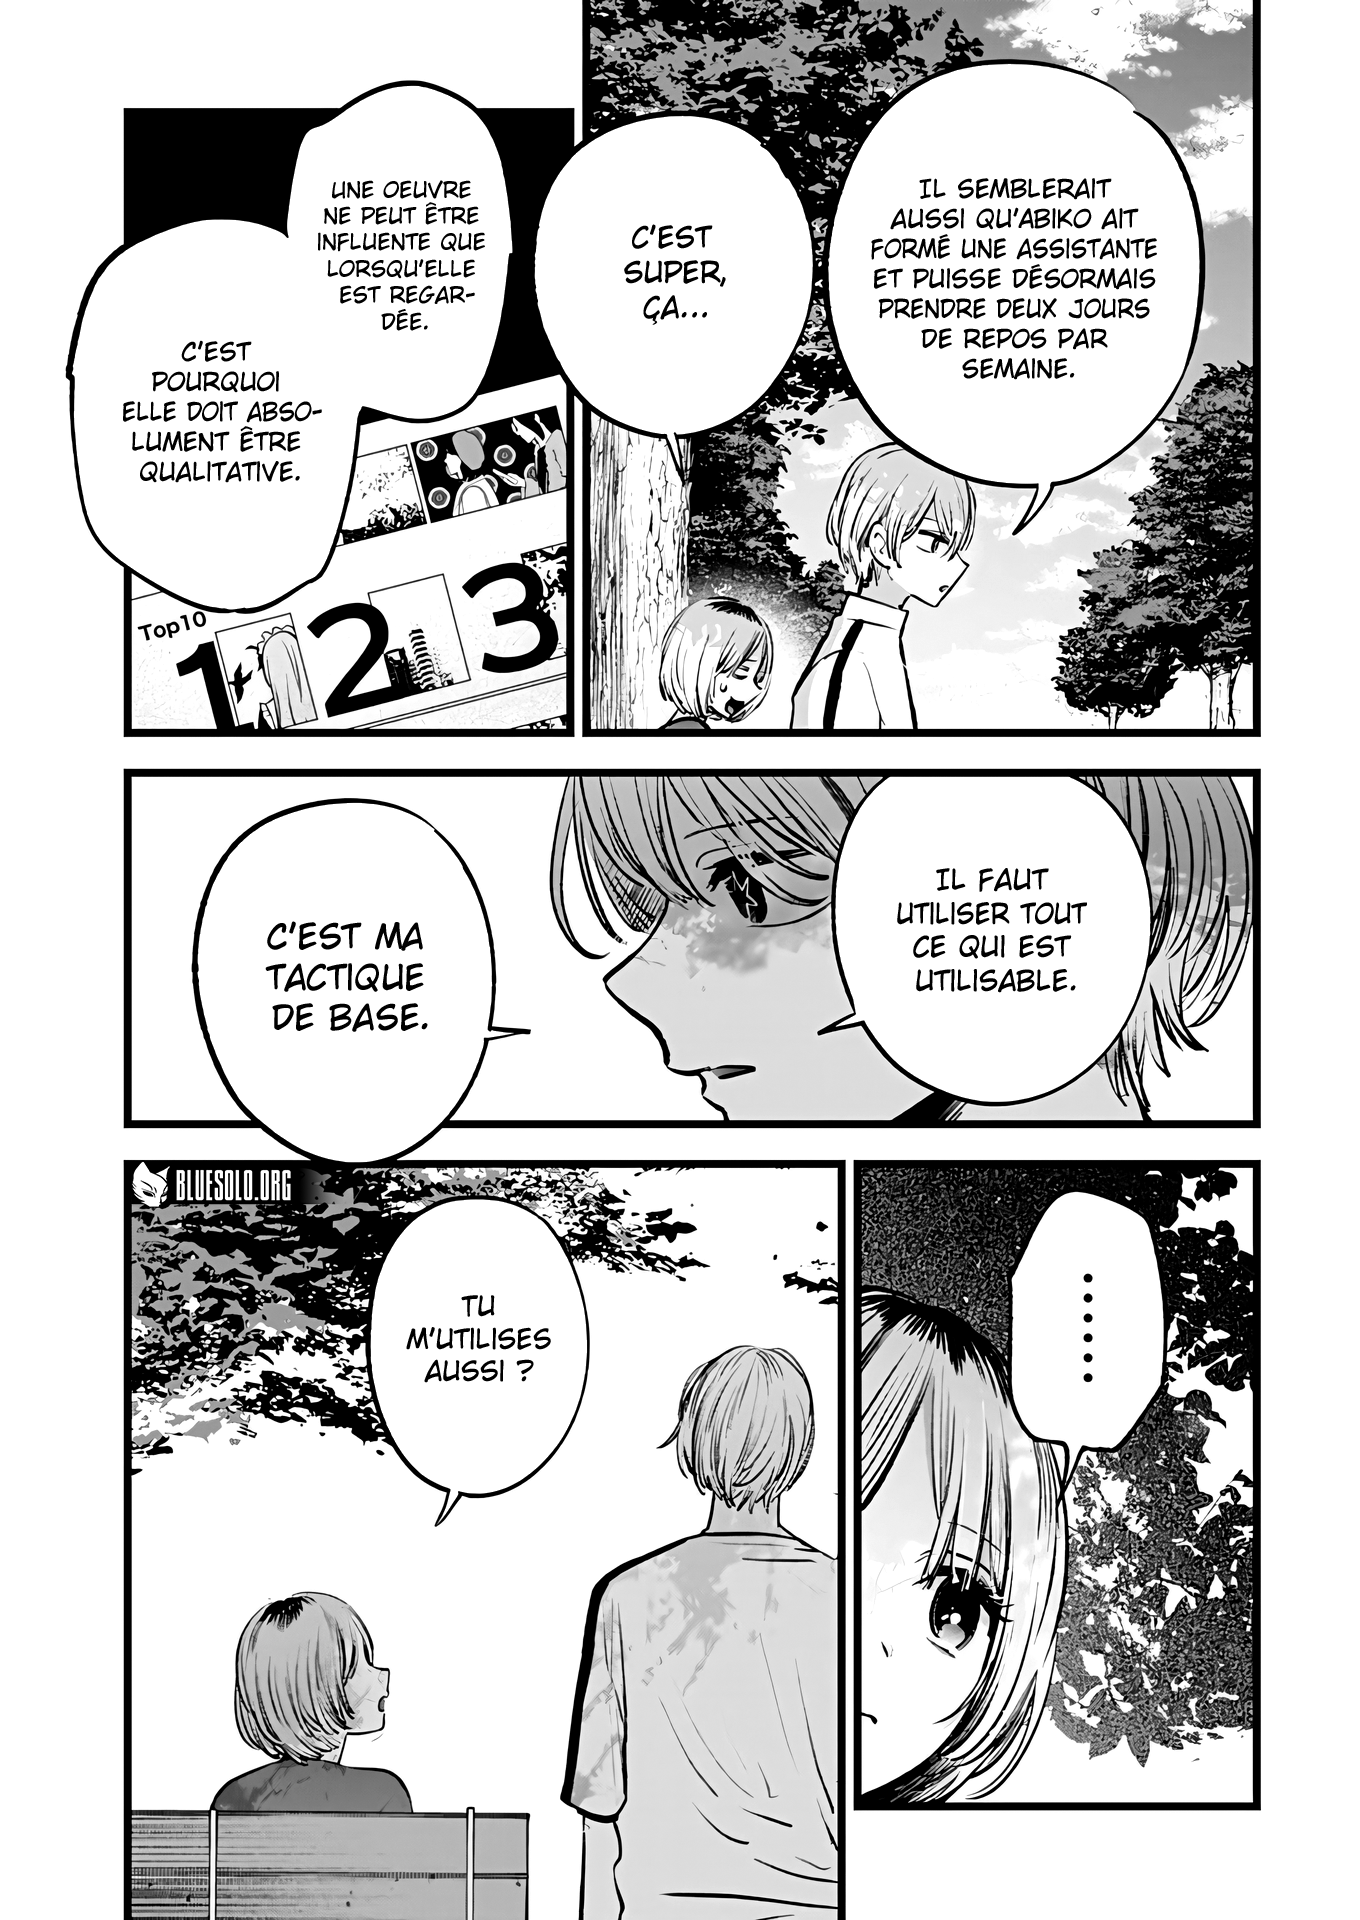 IL SEMBLERAIT
AUSSI QU'ABIKO AIT
FORMÉ UNE ASSISTANTE
ET PUISSE DÉSORMAIS
PRENDRE DEUX JOURS
DE REPOS PAR
SEMAINE.
C'EST
SUPER,
ÇA...
UNE OEUVRE
NE PEUT ÊTRE
INFLUENTE QUE
LORSQU'ELLE
EST REGAR-
DÉE.
C'EST
POURQUOI
ELLE DOIT ABSO-
LUMENT ÊTRE
QUALITATIVE.
Top10
1 2 3
IL FAUT
UTILISER TOUT
CE QUI EST
UTILISABLE.
C'EST MA
TACTIQUE
DE BASE.
......
BLUESOLO.ORG
TU
M'UTILISES
AUSSI ?